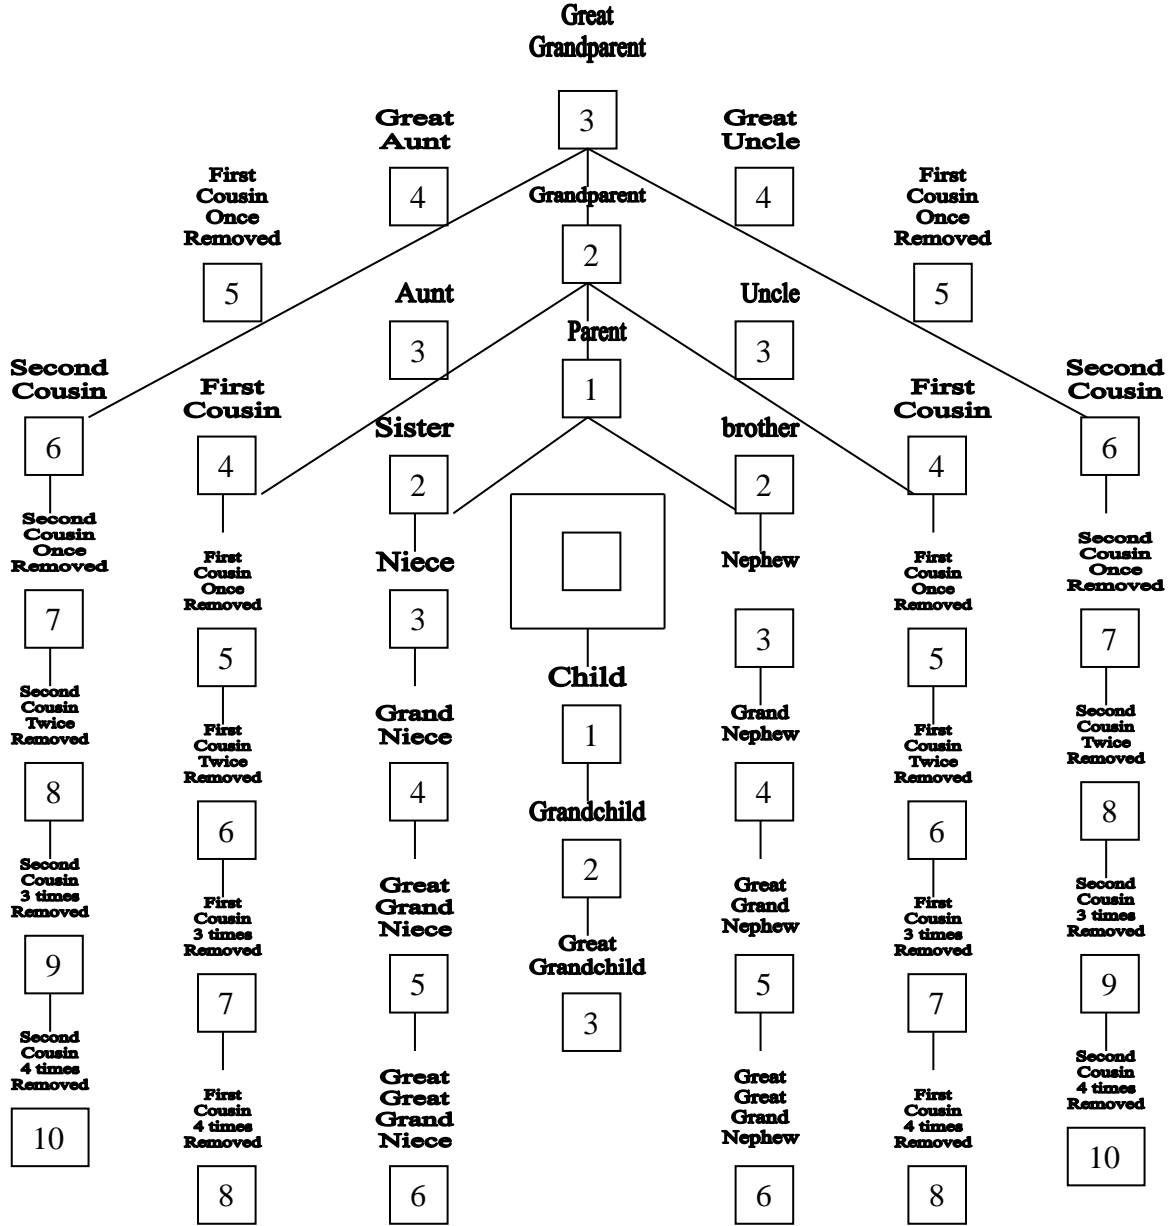 Great
Grandparent
3
Great
Aunt
4
Great
Uncle
4
First
Cousin
Once
Removed
5
Grandparent
2
First
Cousin
Once
Removed
5
Aunt
3
Parent
1
Uncle
3
Second
Cousin
6
First
Cousin
4
Sister
2
brother
2
First
Cousin
4
Second
Cousin
6
Second
Cousin
Once
Removed
7
First
Cousin
Once
Removed
5
Niece
3
Nephew
3
First
Cousin
Once
Removed
5
Second
Cousin
Once
Removed
7
Child
1
Second
Cousin
Twice
Removed
8
First
Cousin
Twice
Removed
6
Grand
Niece
4
Grand
Nephew
4
First
Cousin
Twice
Removed
6
Second
Cousin
Twice
Removed
8
Grandchild
2
Second
Cousin
3 times
Removed
9
First
Cousin
3 times
Removed
7
Great
Grand
Niece
5
Great
Grandchild
3
Great
Grand
Nephew
5
First
Cousin
3 times
Removed
7
Second
Cousin
3 times
Removed
9
Second
Cousin
4 times
Removed
10
First
Cousin
4 times
Removed
8
Great
Great
Grand
Niece
6
Great
Great
Grand
Nephew
6
First
Cousin
4 times
Removed
8
Second
Cousin
4 times
Removed
10